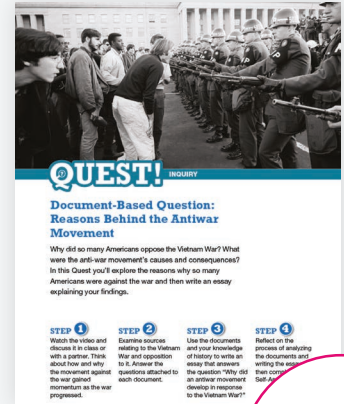 QUEST! INQUIRY
Document-Based Question:
Reasons Behind the Antiwar
Movement
Why did so many Americans oppose the Vietnam War? What
were the anti-war movement's causes and consequences?
In this Quest you'll explore the reasons why so many
Americans were against the war and then write an essay
explaining your findings.
STEP 1
Watch the video and
discuss it in class or
with a partner. Think
about how and why
the movement against
the war gained
momentum as the war
progressed.
STEP 2
Examine sources
relating to the Vietnam
War and opposition
to it. Answer the
questions attached to
each document.
STEP 3
Use the documents
and your knowledge
of history to write an
essay that answers
the question "Why did
an antiwar movement
develop in response
to the Vietnam War?"
STEP 4
Reflect on the
process of analyzing
the documents and
writing the
then